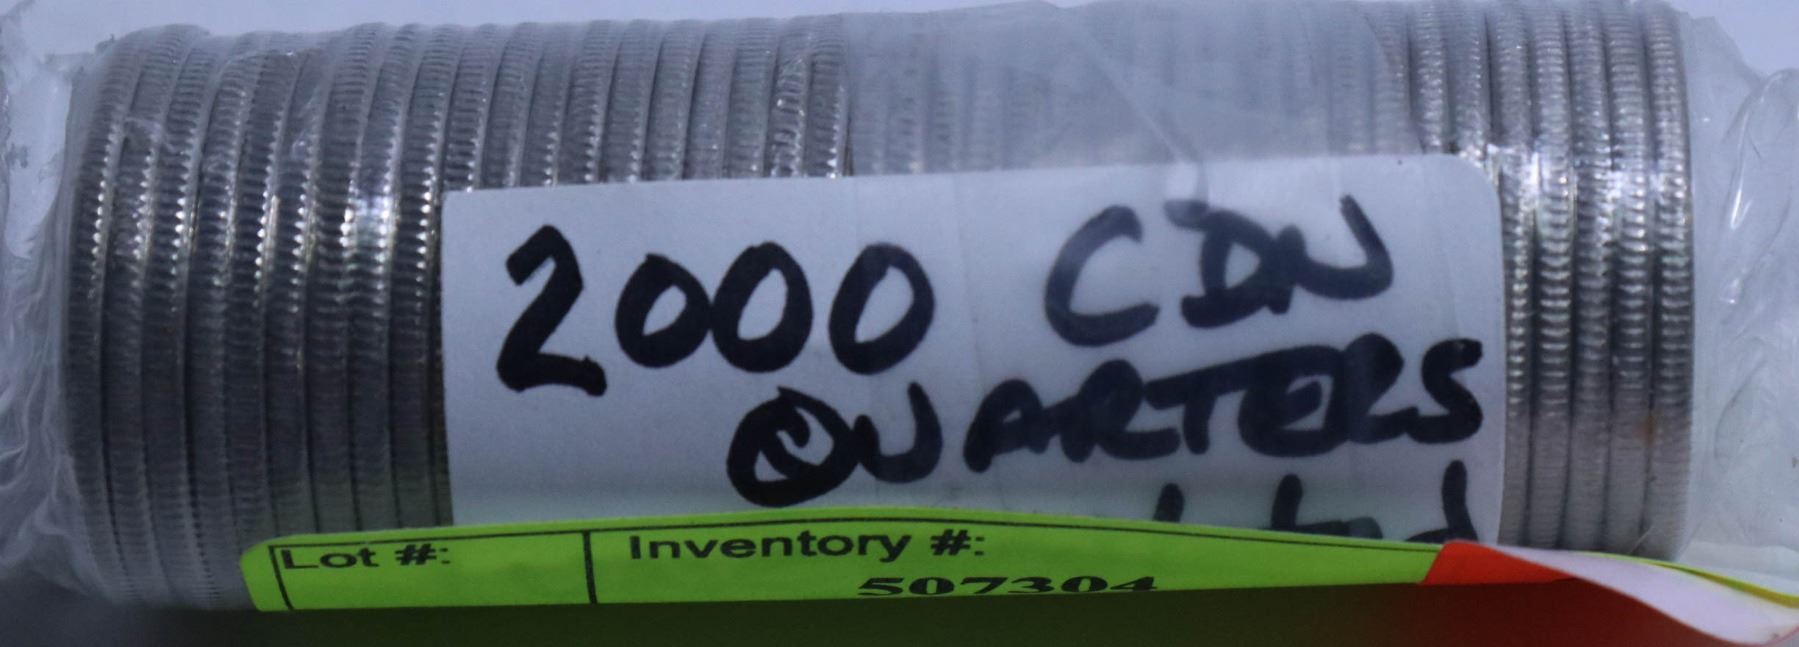 2000 CDN
QUARTERS
Lot #: Inventory #:
507304